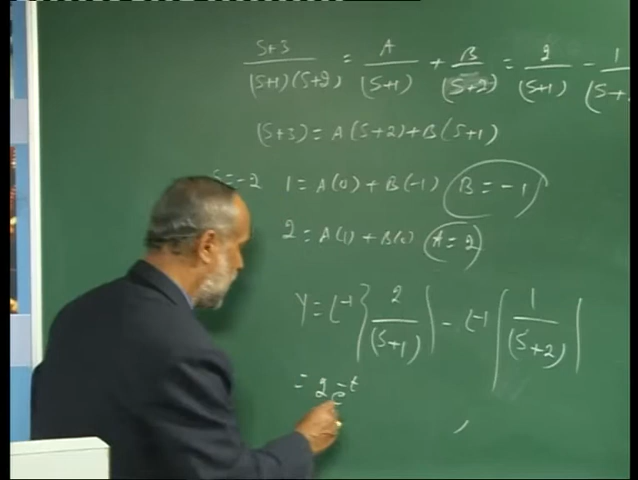 (S+3)/((S+1)(S+2)) = A/(S+1) + B/(S+2) = 2/(S+1) - 1/(S+
(S+3) = A(S+2)+B(S+1)
S=-2 1 = A(0) + B(-1) B = -1
2 = A(1) + B(0) A = 2
Y = L-1{2/(S+1)} - L-1{1/(S+2)}
= 2e-t